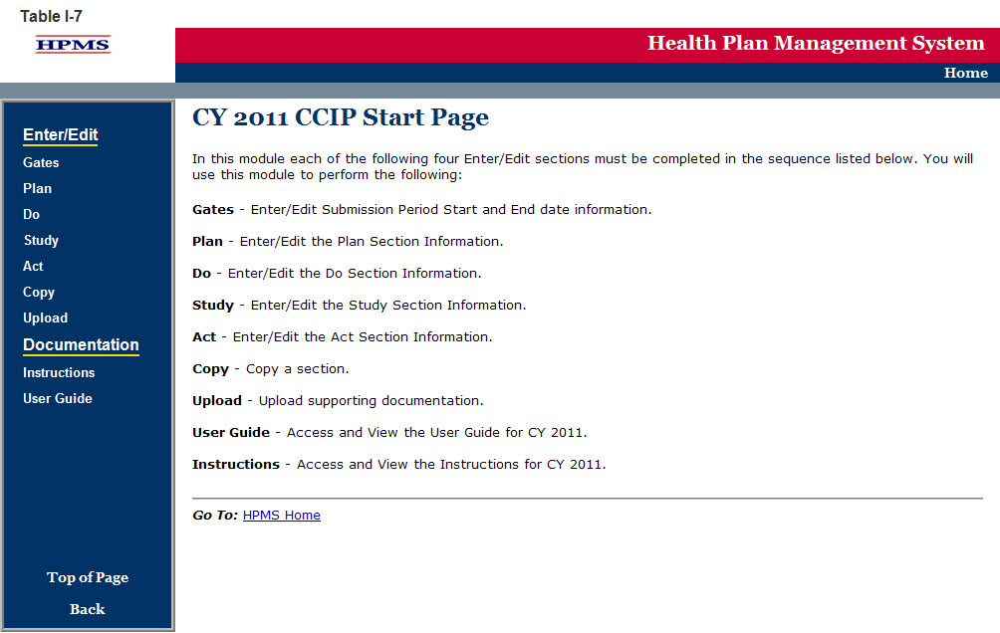 Table I-7
HPMS
Health Plan Management System
Home
Enter/Edit
Gates
Plan
Do
Study
Act
Copy
Upload
Documentation
Instructions
User Guide
Top of Page
Back
CY 2011 CCIP Start Page
In this module each of the following four Enter/Edit sections must be completed in the sequence listed below. You will
use this module to perform the following:
Gates - Enter/Edit Submission Period Start and End date information.
Plan - Enter/Edit the Plan Section Information.
Do - Enter/Edit the Do Section Information.
Study - Enter/Edit the Study Section Information.
Act - Enter/Edit the Act Section Information.
Copy - Copy a section.
Upload - Upload supporting documentation.
User Guide - Access and View the User Guide for CY 2011.
Instructions - Access and View the Instructions for CY 2011.
Go To: HPMS Home